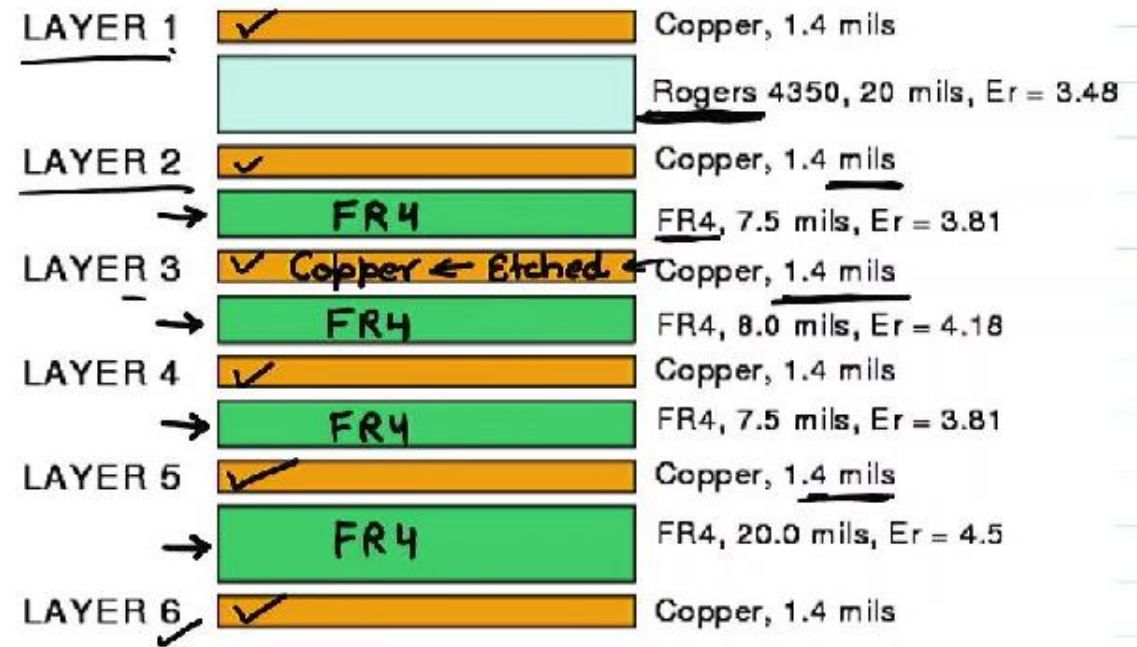 LAYER 1 Copper, 1.4 mils
Rogers 4350, 20 mils, Er = 3.48
LAYER 2 Copper, 1.4 mils
FR4 FR4, 7.5 mils, Er = 3.81
LAYER 3 Copper ← Etched ← Copper, 1.4 mils
FR4 FR4, 8.0 mils, Er = 4.18
LAYER 4 Copper, 1.4 mils
FR4 FR4, 7.5 mils, Er = 3.81
LAYER 5 Copper, 1.4 mils
FR4 FR4, 20.0 mils, Er = 4.5
LAYER 6 Copper, 1.4 mils